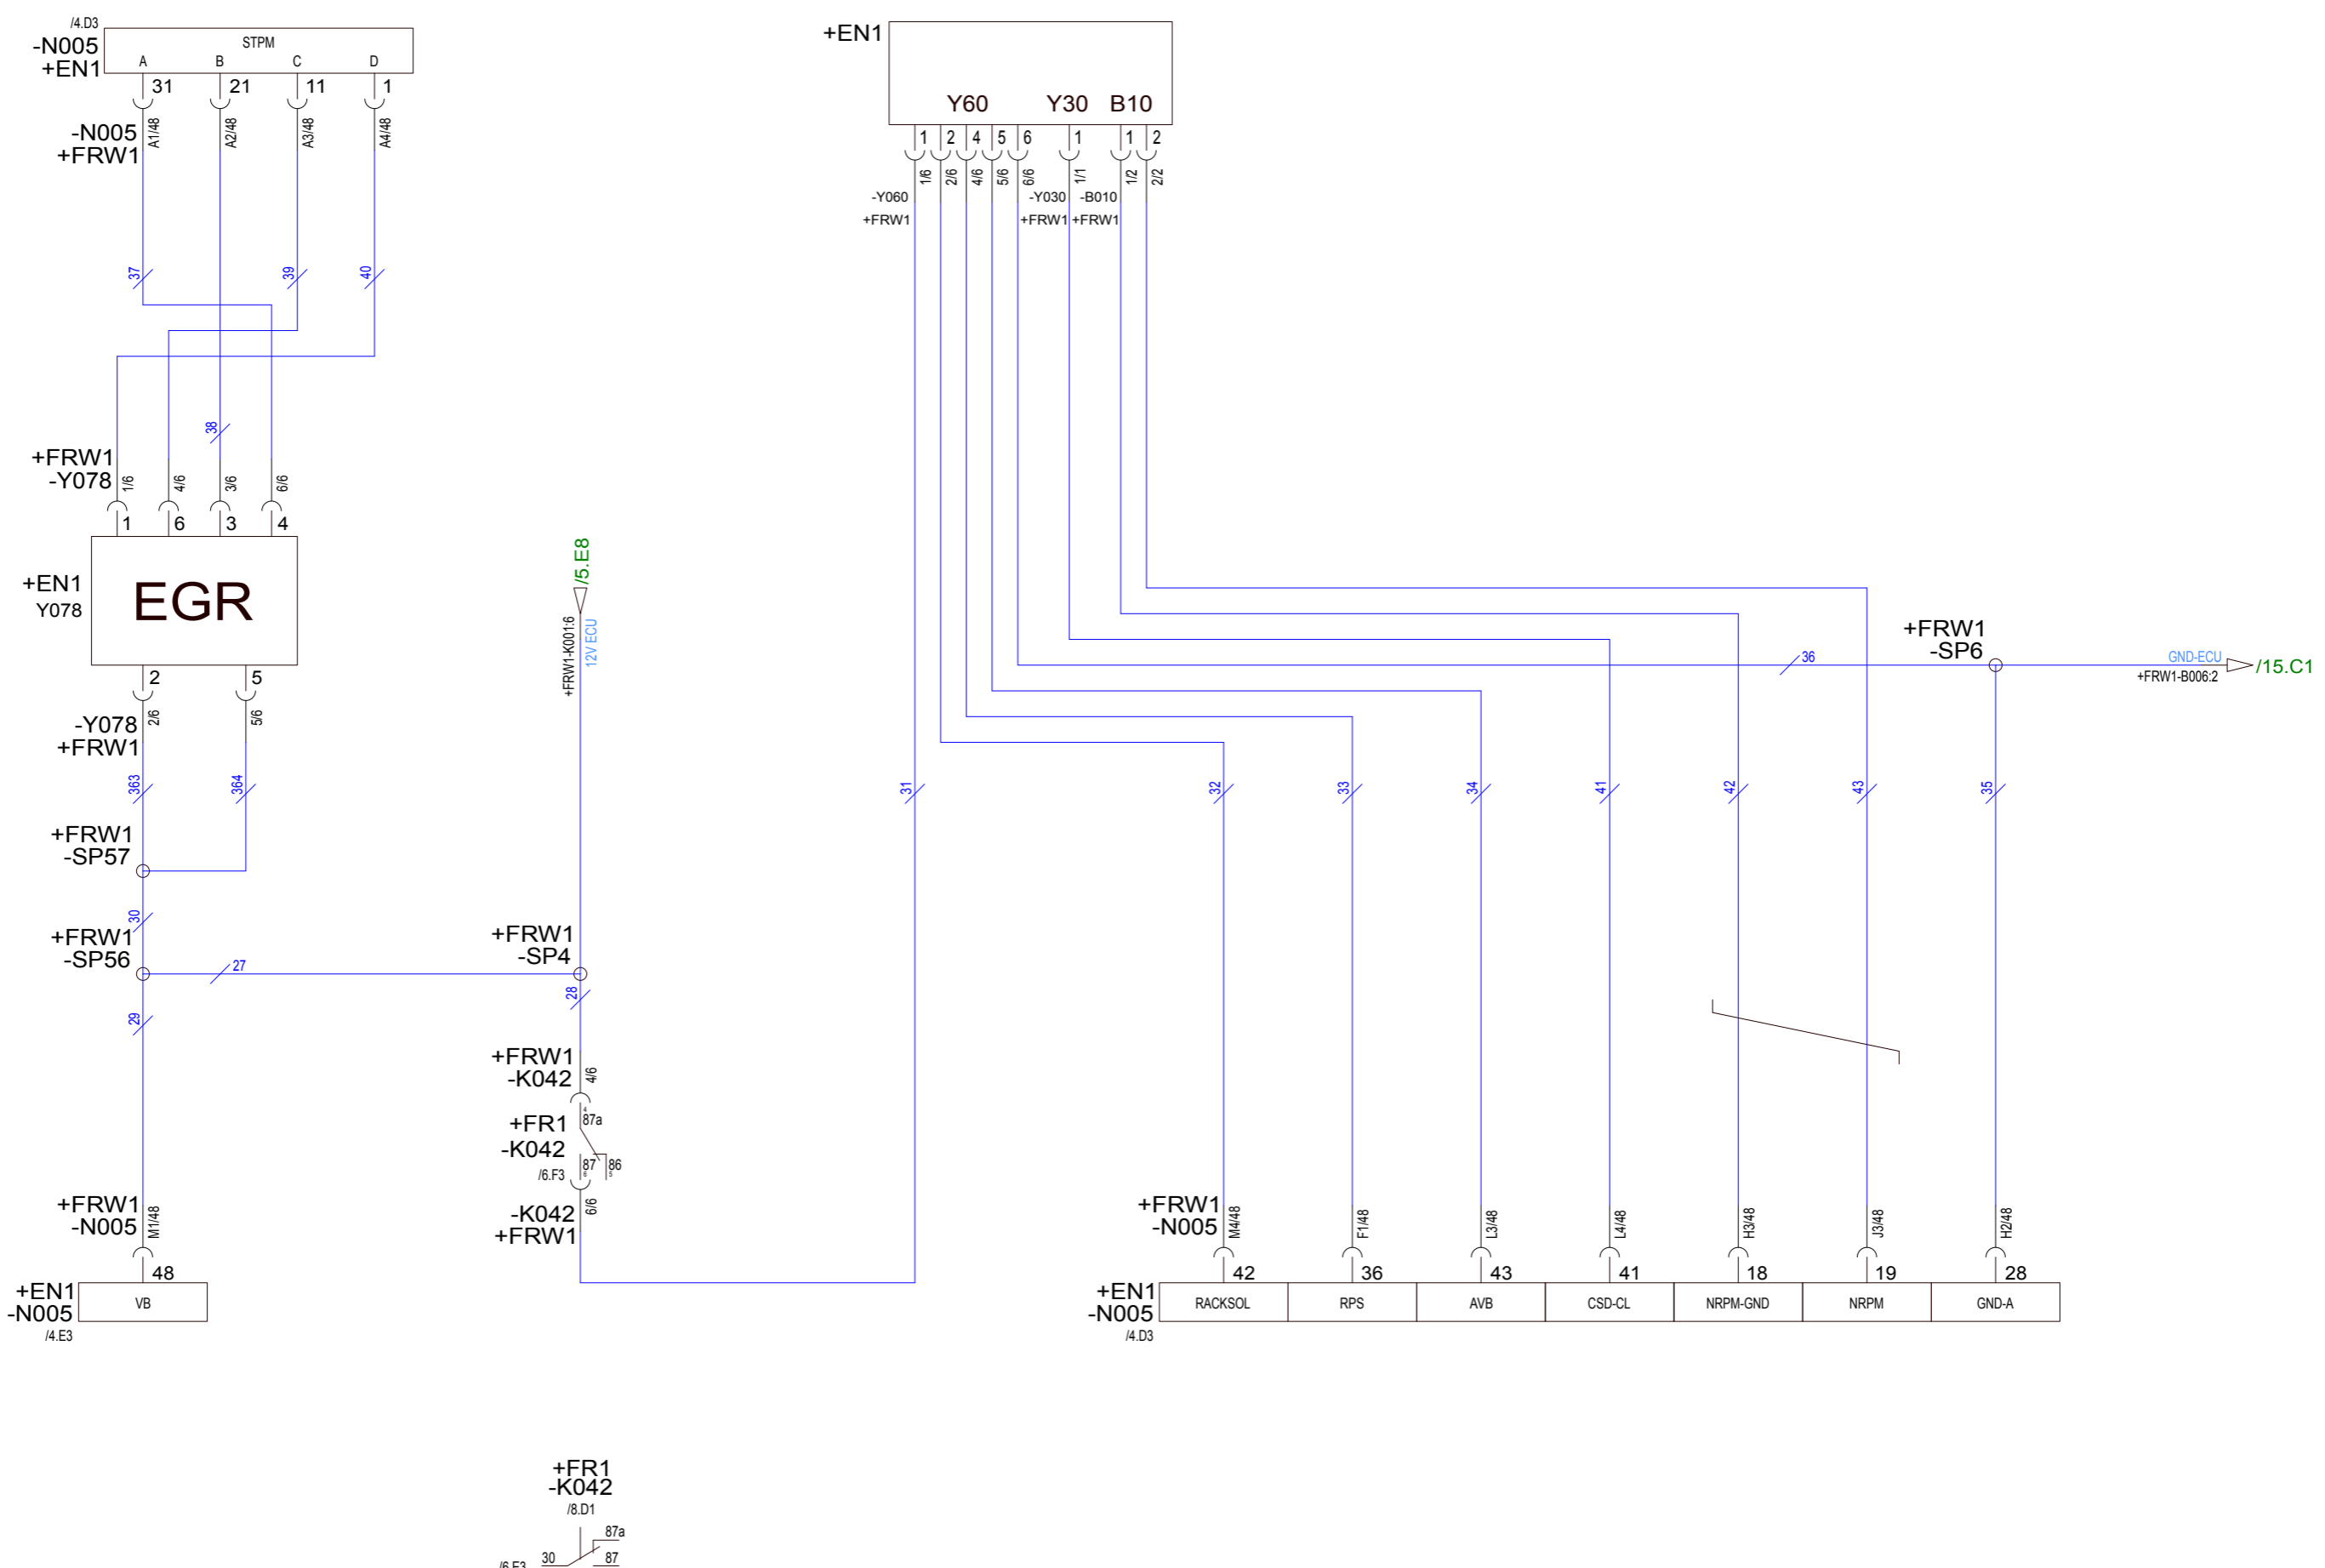 /4.D3
-N005
+EN1
STPM
A B C D
31 21 11 1
-N005
+FRW1
A1/48 A2/48 A3/48 A4/48
37 39 40
38
+FRW1
-Y078
1/6 4/6 3/6 6/6
1 6 3 4
+EN1
Y078
EGR
2 5
-Y078
+FRW1
2/6 5/6
363 364
+FRW1
-SP57
30
+FRW1
-SP56
27
29
+FRW1
-N005
M1/48
48
+EN1
-N005
/4.E3
VB
/5.E8
+FRW1-K001:6
12V ECU
+FRW1
-SP4
28
+FRW1
-K042
4/6
4
87a
+FR1
-K042
/6.F3
87 86
6 5
-K042
+FRW1
6/6
+EN1
Y60 Y30 B10
1 2 4 5 6 1 1 2
1/6 2/6 4/6 5/6 6/6 1/1 1/2 2/2
-Y060 -Y030 -B010
+FRW1 +FRW1 +FRW1
+FRW1
-SP6
36
GND-ECU
+FRW1-B006:2
/15.C1
31 32 33 34 41 42 43 35
+FRW1
-N005
M4/48 F1/48 L3/48 L4/48 H3/48 J3/48 H2/48
42 36 43 41 18 19 28
+EN1
-N005
/4.D3
RACKSOL RPS AVB CSD-CL NRPM-GND NRPM GND-A
+FR1
-K042
/8.D1
87a
30 87
/6.F3